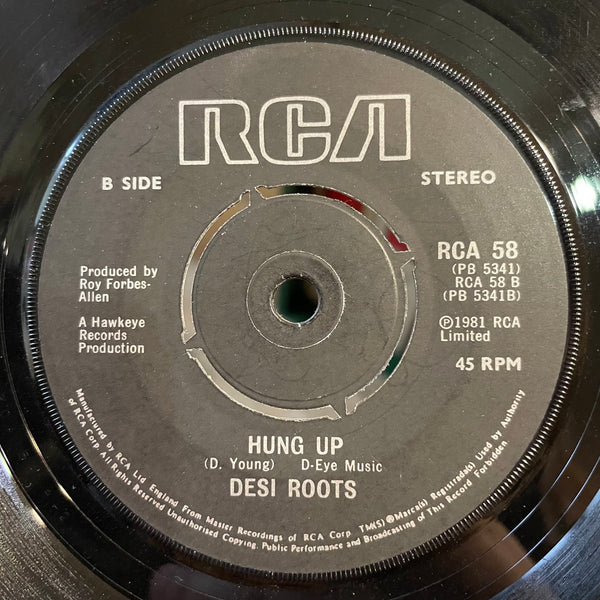 RCA
B SIDE
STEREO
RCA 58
(PB 5341)
RCA 58 B
(PB 5341B)
Produced by
Roy Forbes-
Allen
A Hawkeye
Records
Production
℗1981 RCA
Limited
45 RPM
HUNG UP
(D. Young) D-Eye Music
DESI ROOTS
Manufactured by RCA Ltd. England. From Master Recordings of RCA Corp. TM(S) ® Marca(s) Registrada(s) Used by Authority
of RCA Corp. All Rights Reserved Unauthorised Copying, Public Performance and Broadcasting of This Record Forbidden